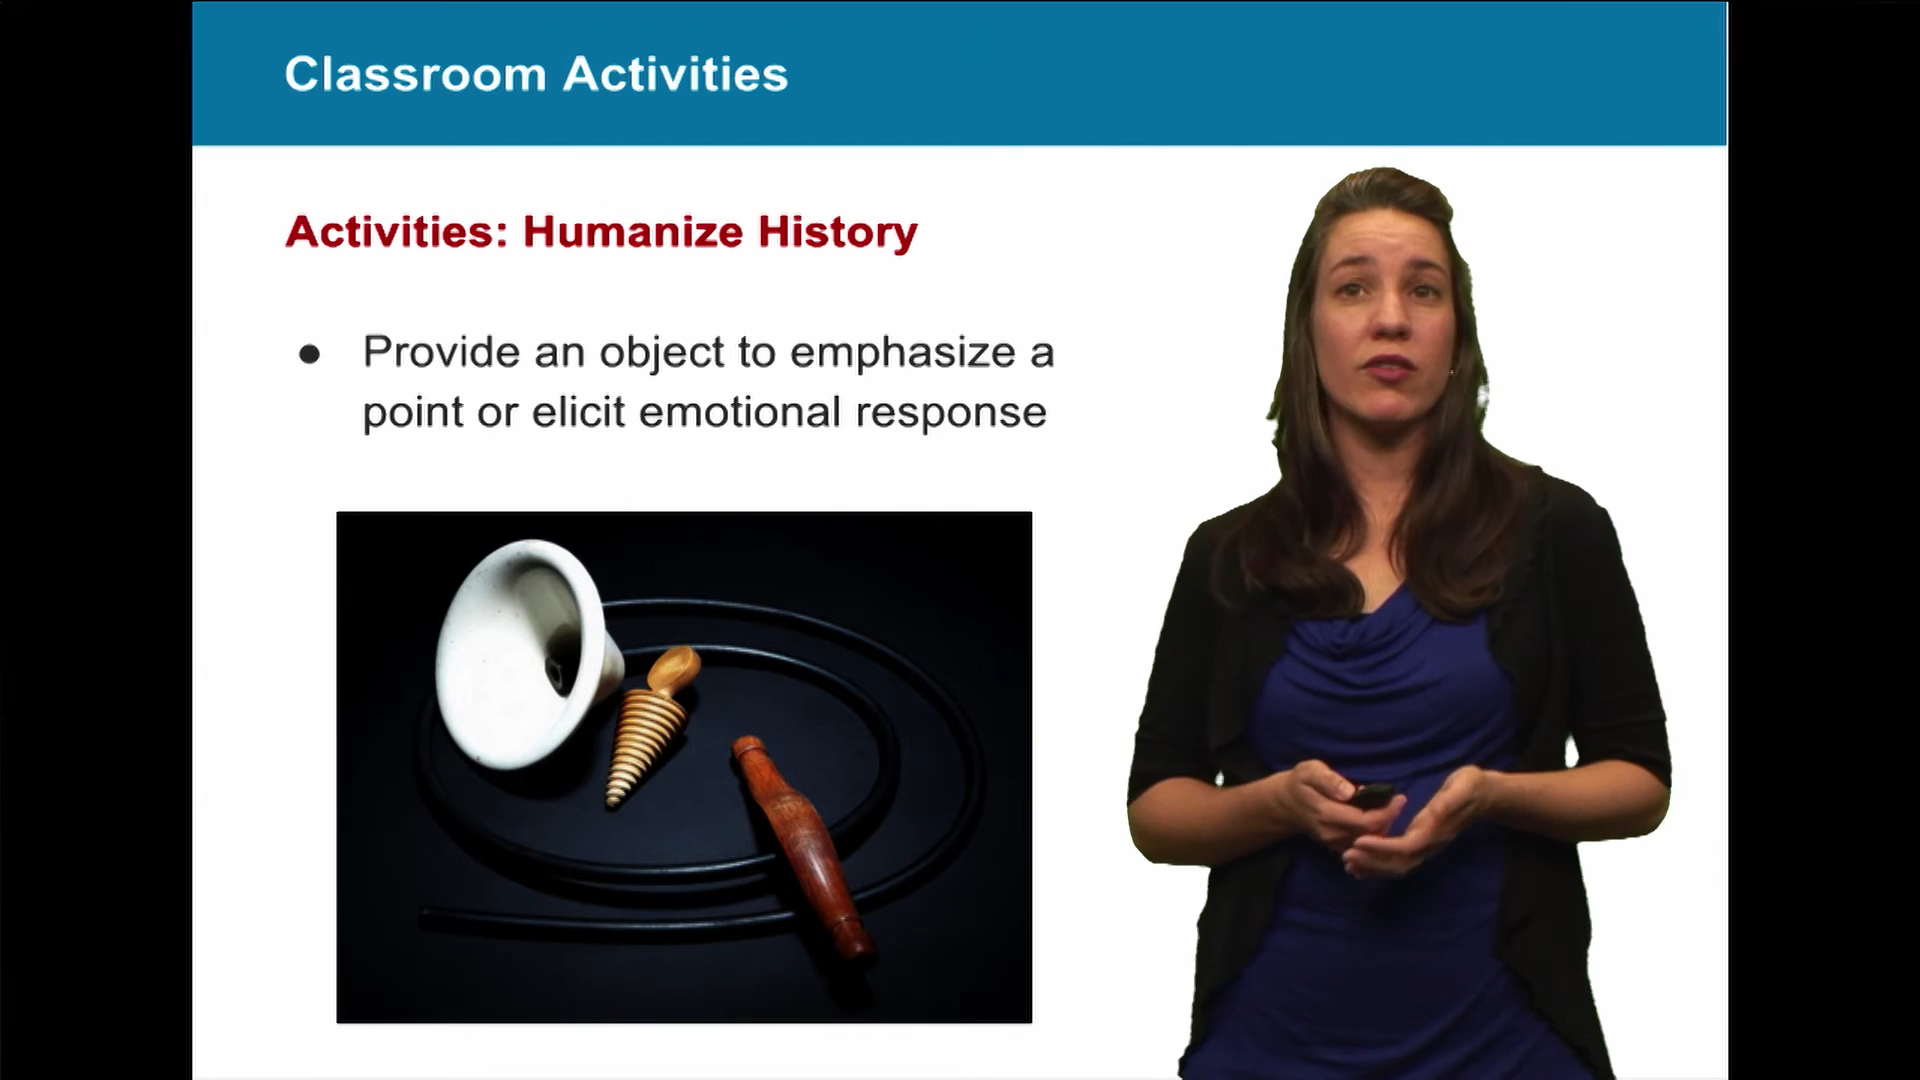 Classroom Activities
Activities: Humanize History
● Provide an object to emphasize a
point or elicit emotional response